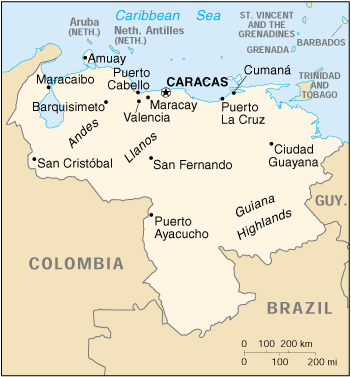 Caribbean Sea
Aruba
(NETH.)
Neth. Antilles
(NETH.)
ST. VINCENT
AND THE
GRENADINES
BARBADOS
GRENADA
Amuay
Puerto
Cabello
CARACAS
Cumaná
Maracaibo
TRINIDAD
AND
TOBAGO
Barquisimeto
Valencia
Maracay
Puerto
La Cruz
Andes
Llanos
Ciudad
Guayana
San Cristóbal
San Fernando
GUY.
Guiana
Highlands
Puerto
Ayacucho
COLOMBIA
BRAZIL
0 100 200 km
0 100 200 mi